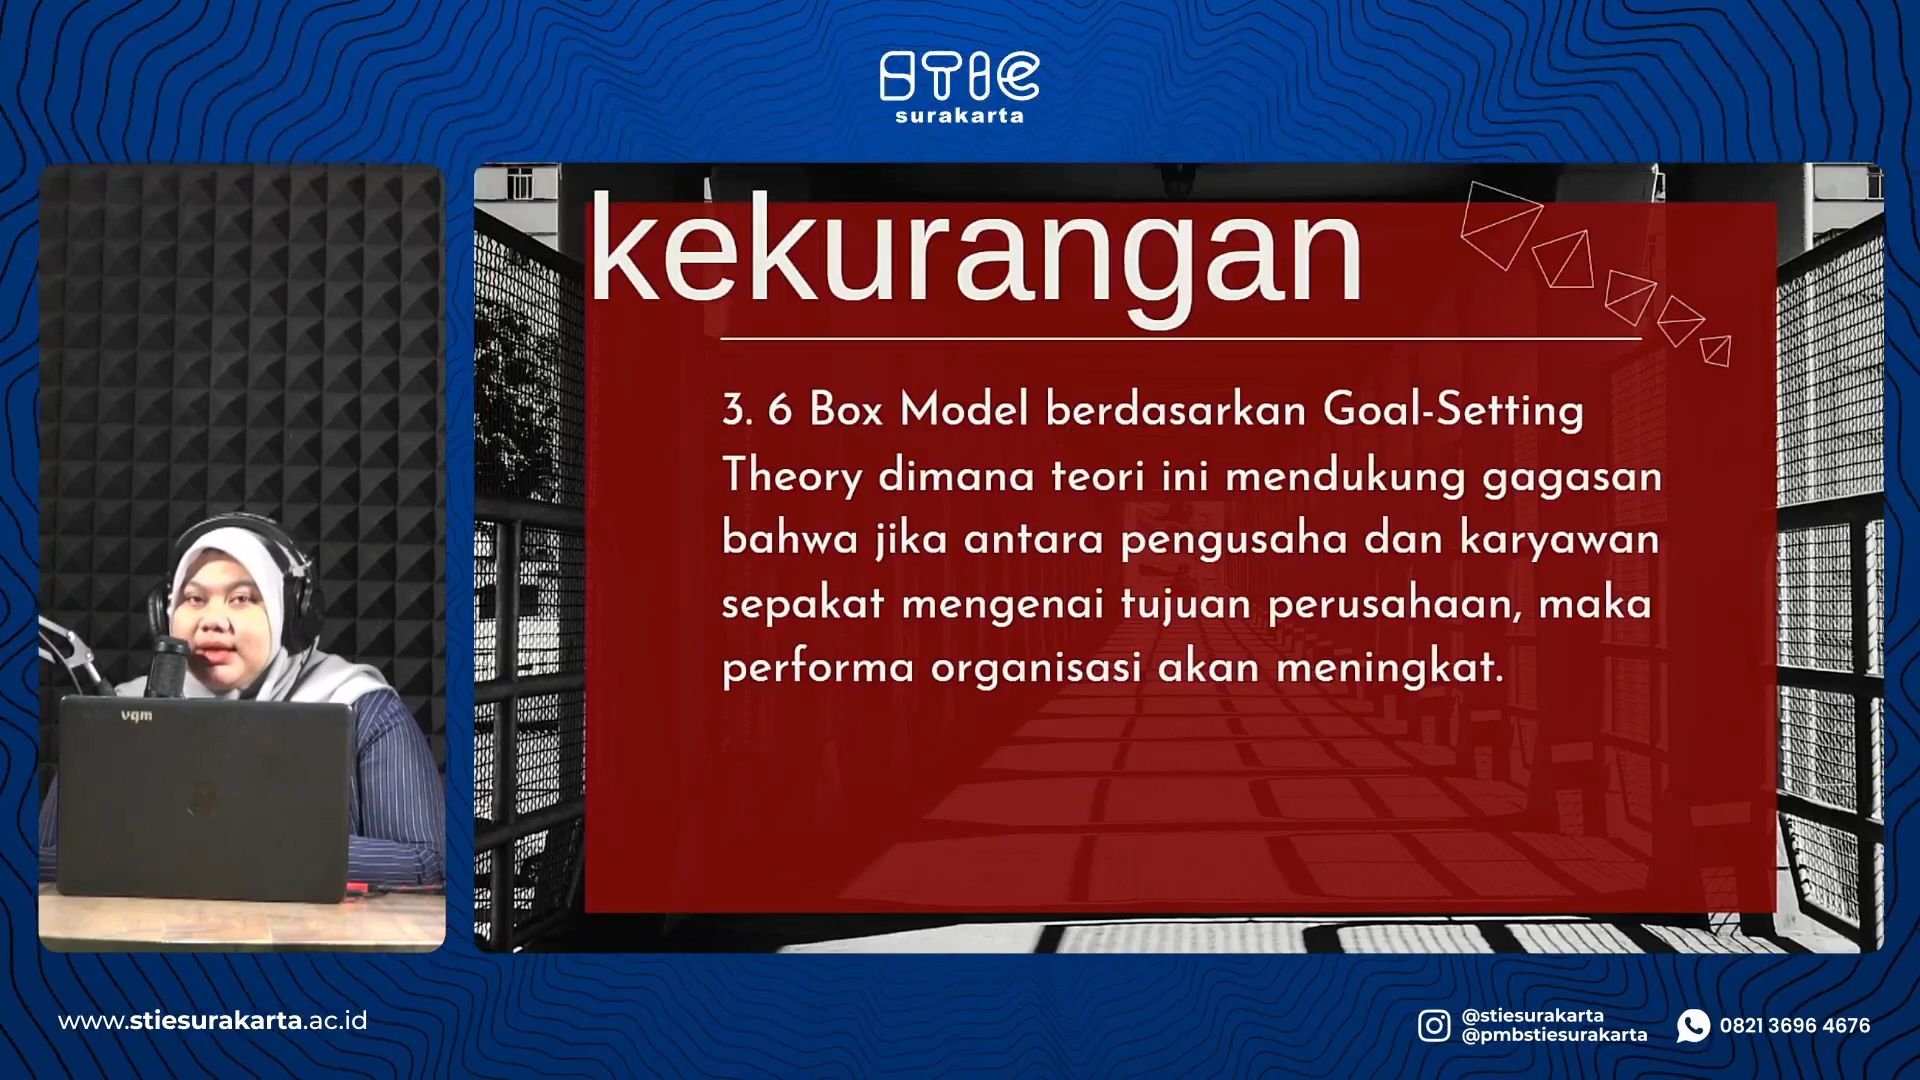 STIE
surakarta
kekurangan
3. 6 Box Model berdasarkan Goal-Setting
Theory dimana teori ini mendukung gagasan
bahwa jika antara pengusaha dan karyawan
sepakat mengenai tujuan perusahaan, maka
performa organisasi akan meningkat.
vgm
www.stiesurakarta.ac.id
@stiesurakarta
@pmbstiesurakarta
0821 3696 4676